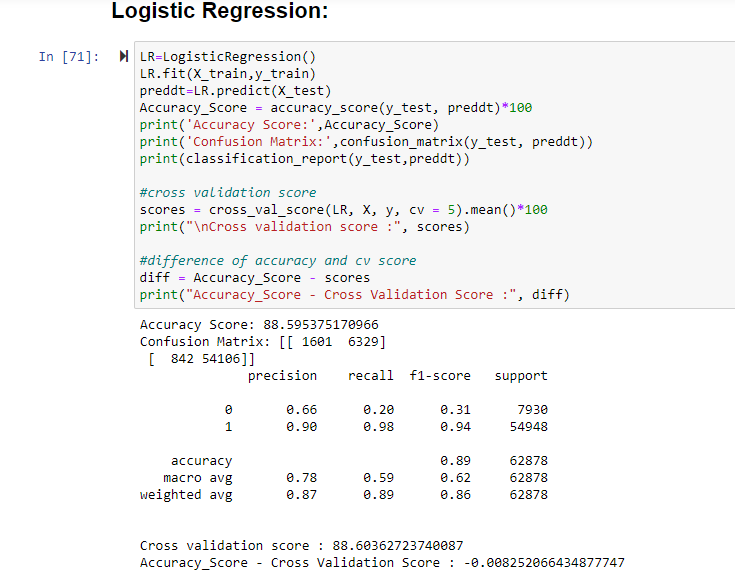 Logistic Regression:
In [71]:
LR=LogisticRegression()
LR.fit(X_train,y_train)
preddt=LR.predict(X_test)
Accuracy_Score = accuracy_score(y_test, preddt)*100
print('Accuracy Score:',Accuracy_Score)
print('Confusion Matrix:',confusion_matrix(y_test, preddt))
print(classification_report(y_test,preddt))

#cross validation score
scores = cross_val_score(LR, X, y, cv = 5).mean()*100
print("\nCross validation score :", scores)

#difference of accuracy and cv score
diff = Accuracy_Score - scores
print("Accuracy_Score - Cross Validation Score :", diff)

Accuracy Score: 88.595375170966
Confusion Matrix: [[ 1601  6329]
 [  842 54106]]
              precision    recall  f1-score   support

           0       0.66      0.20      0.31      7930
           1       0.90      0.98      0.94     54948

    accuracy                           0.89     62878
   macro avg       0.78      0.59      0.62     62878
weighted avg       0.87      0.89      0.86     62878

Cross validation score : 88.60362723740087
Accuracy_Score - Cross Validation Score : -0.008252066434877747